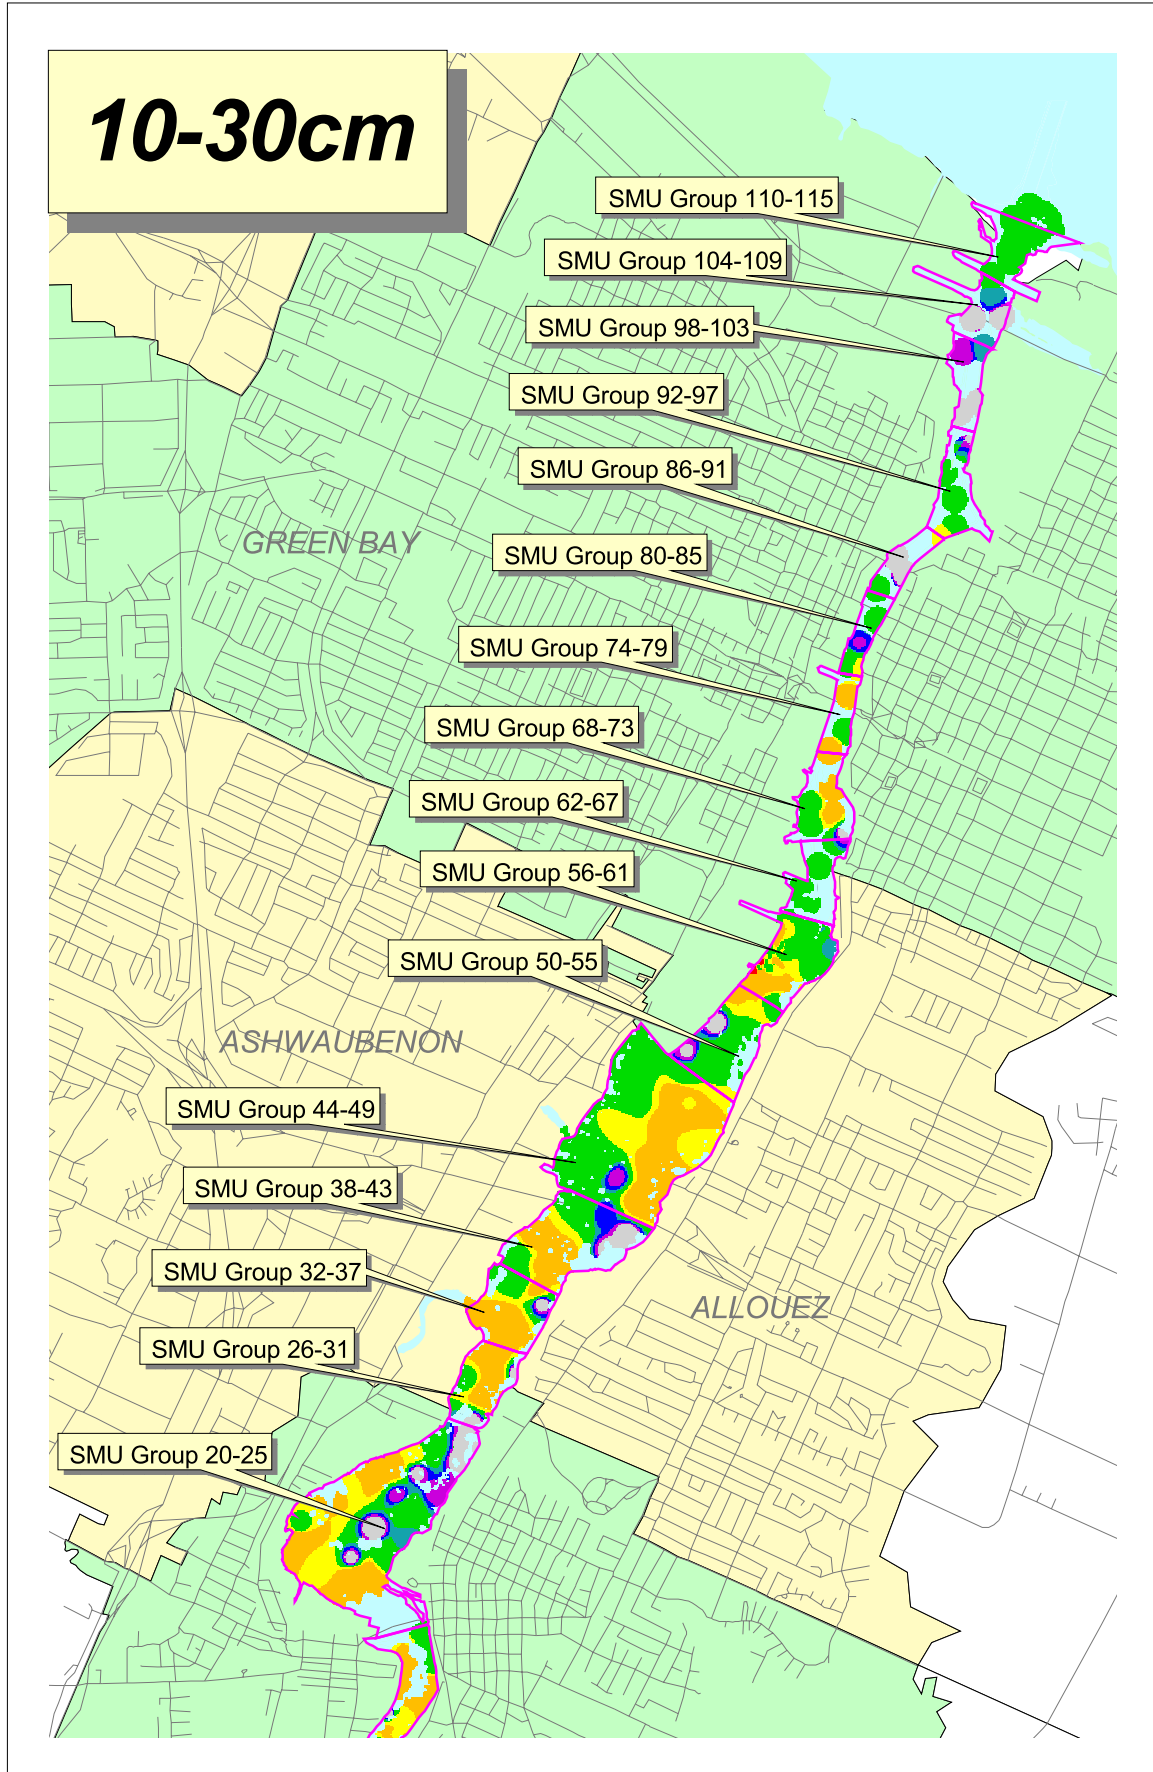 10-30cm
SMU Group 110-115
SMU Group 104-109
SMU Group 98-103
SMU Group 92-97
SMU Group 86-91
GREEN BAY
SMU Group 80-85
SMU Group 74-79
SMU Group 68-73
SMU Group 62-67
SMU Group 56-61
SMU Group 50-55
ASHWAUBENON
SMU Group 44-49
SMU Group 38-43
SMU Group 32-37
ALLOUEZ
SMU Group 26-31
SMU Group 20-25